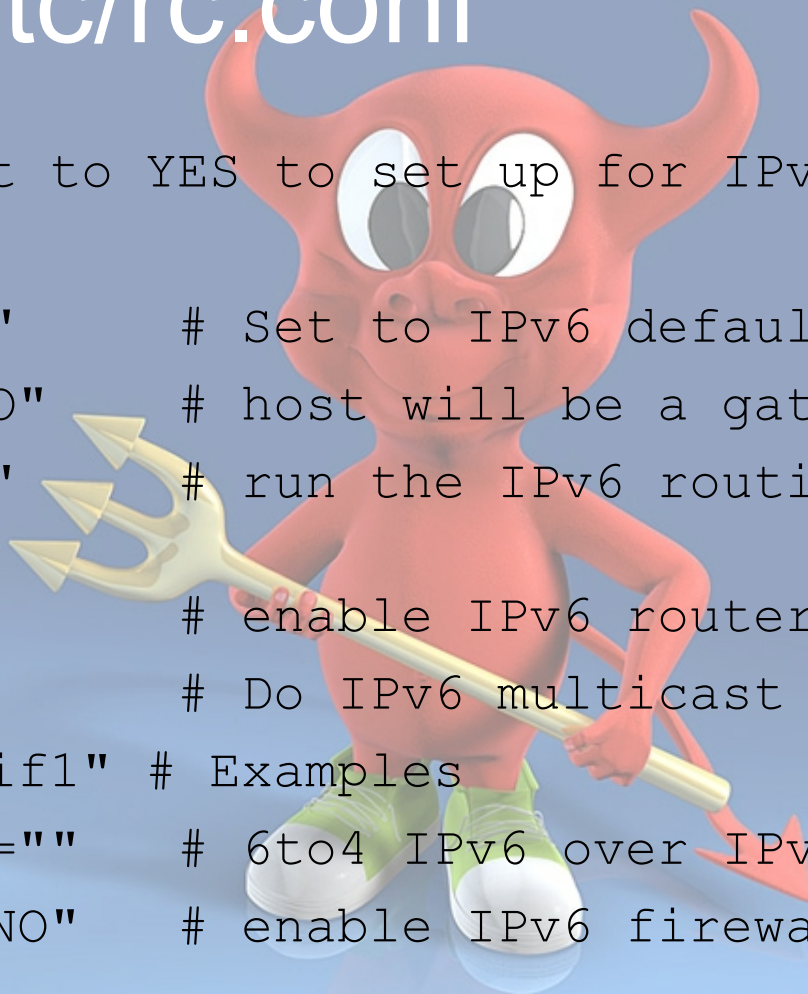 tc/rc.conf
t to YES to set up for IPv
" # Set to IPv6 defaul
O" # host will be a gat
" # run the IPv6 routi
# enable IPv6 router
# Do IPv6 multicast
if1" # Examples
="" # 6to4 IPv6 over IPv
NO" # enable IPv6 firewa